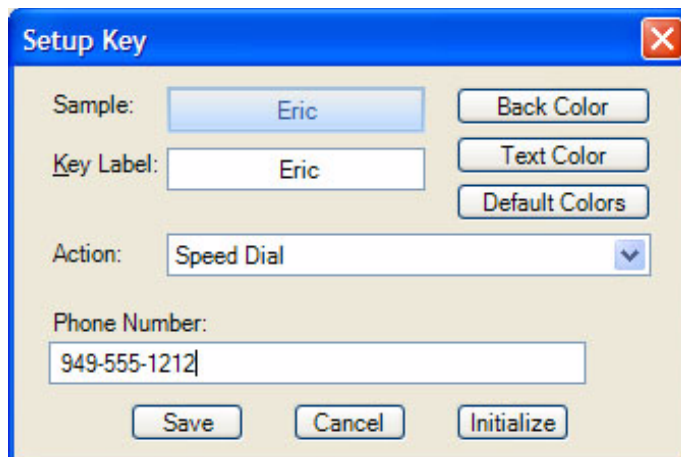 Setup Key
Sample: Eric Back Color
Key Label: Eric Text Color
Default Colors
Action: Speed Dial
Phone Number:
949-555-1212
Save Cancel Initialize